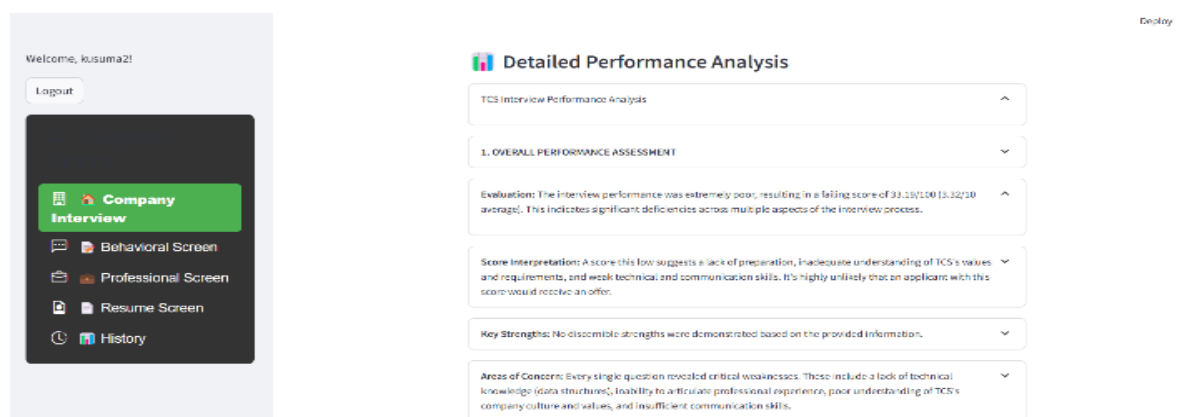 Deploy
Welcome, kusuma2!
Logout
Company
Interview
Behavioral Screen
Professional Screen
Resume Screen
History
Detailed Performance Analysis
TCS Interview Performance Analysis
1. OVERALL PERFORMANCE ASSESSMENT
Evaluation: The interview performance was extremely poor, resulting in a failing score of 33.19/100 (3.32/10
average). This indicates significant deficiencies across multiple aspects of the interview process.
Score Interpretation: A score this low suggests a lack of preparation, inadequate understanding of TCS's values
and requirements, and weak technical and communication skills. It's highly unlikely that an applicant with this
score would receive an offer.
Key Strengths: No discernible strengths were demonstrated based on the provided information.
Areas of Concern: Every single question revealed critical weaknesses. These include a lack of technical
knowledge (data structures), inability to articulate professional experience, poor understanding of TCS's
company culture and values, and insufficient communication skills.